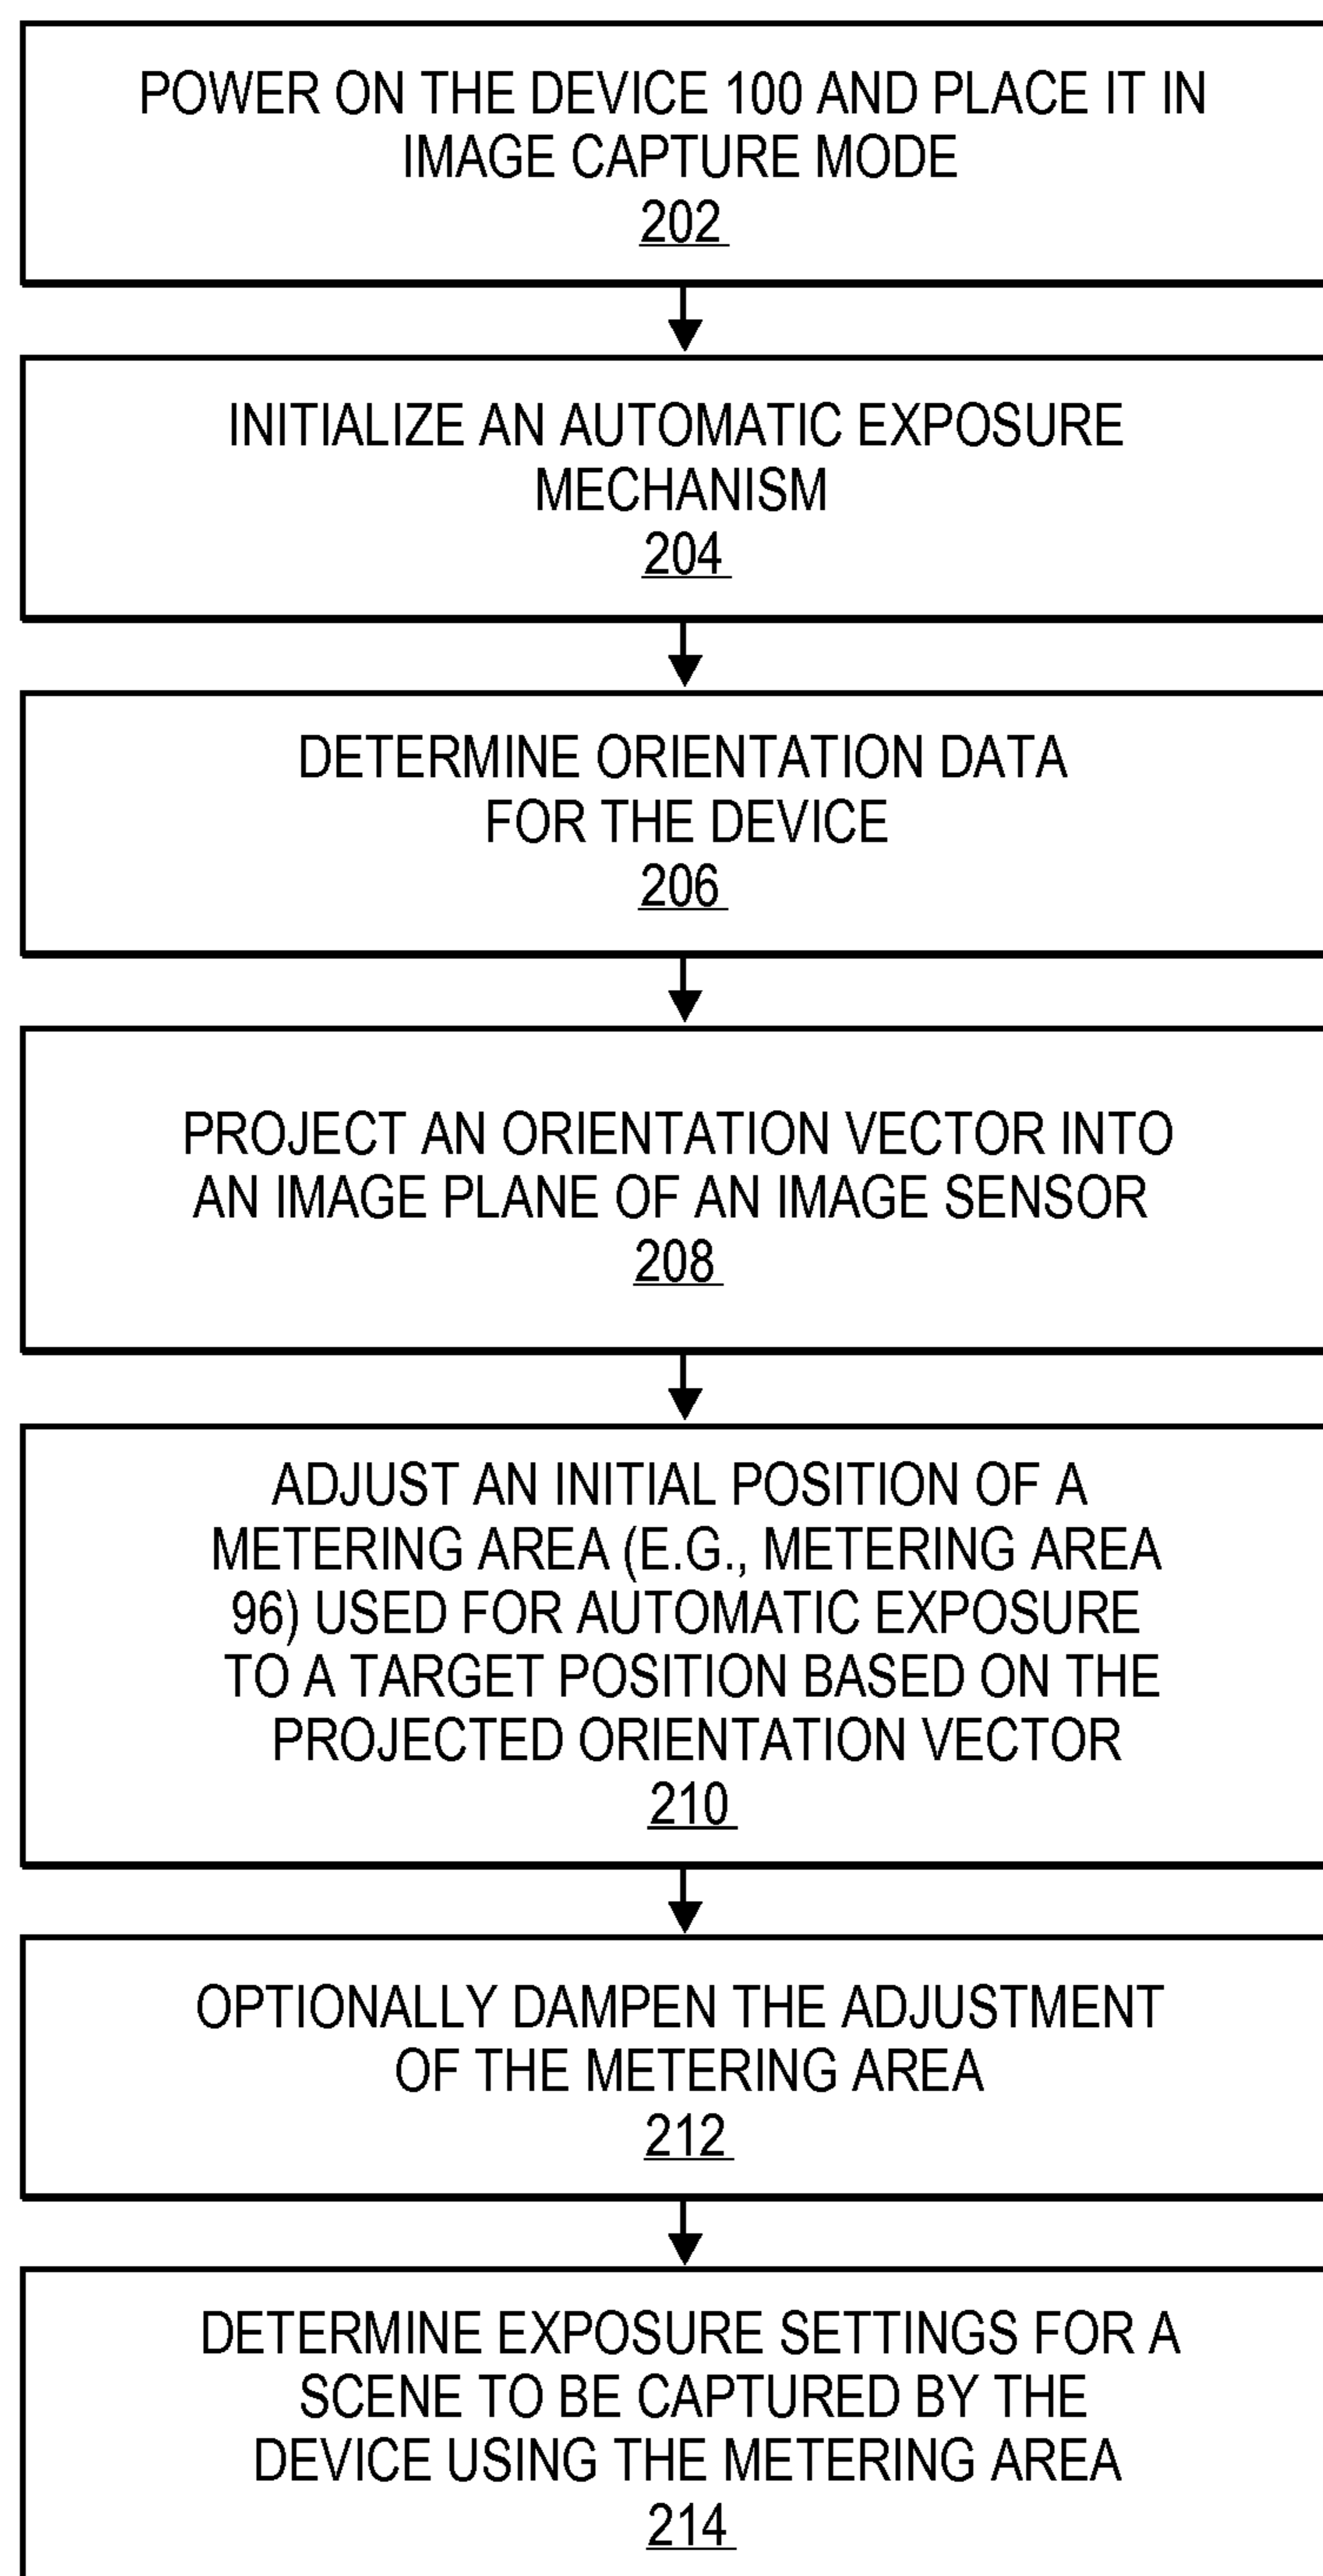 POWER ON THE DEVICE 100 AND PLACE IT IN
IMAGE CAPTURE MODE
202
INITIALIZE AN AUTOMATIC EXPOSURE
MECHANISM
204
DETERMINE ORIENTATION DATA
FOR THE DEVICE
206
PROJECT AN ORIENTATION VECTOR INTO
AN IMAGE PLANE OF AN IMAGE SENSOR
208
ADJUST AN INITIAL POSITION OF A
METERING AREA (E.G., METERING AREA
96) USED FOR AUTOMATIC EXPOSURE
TO A TARGET POSITION BASED ON THE
PROJECTED ORIENTATION VECTOR
210
OPTIONALLY DAMPEN THE ADJUSTMENT
OF THE METERING AREA
212
DETERMINE EXPOSURE SETTINGS FOR A
SCENE TO BE CAPTURED BY THE
DEVICE USING THE METERING AREA
214